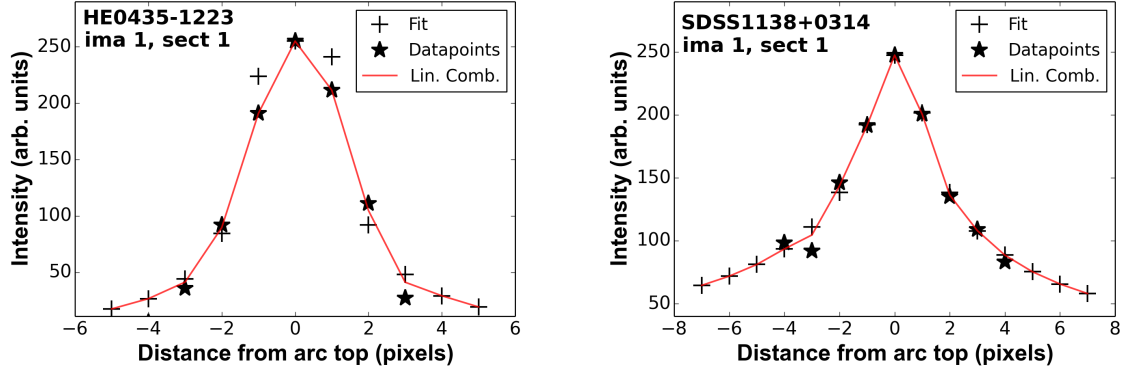 HE0435-1223
ima 1, sect 1
Fit
Datapoints
Lin. Comb.
250
200
150
100
50
−6
−4
−2
0
2
4
6
Intensity (arb. units)
Distance from arc top (pixels)
SDSS1138+0314
ima 1, sect 1
Fit
Datapoints
Lin. Comb.
250
200
150
100
50
−8
−6
−4
−2
0
2
4
6
8
Intensity (arb. units)
Distance from arc top (pixels)